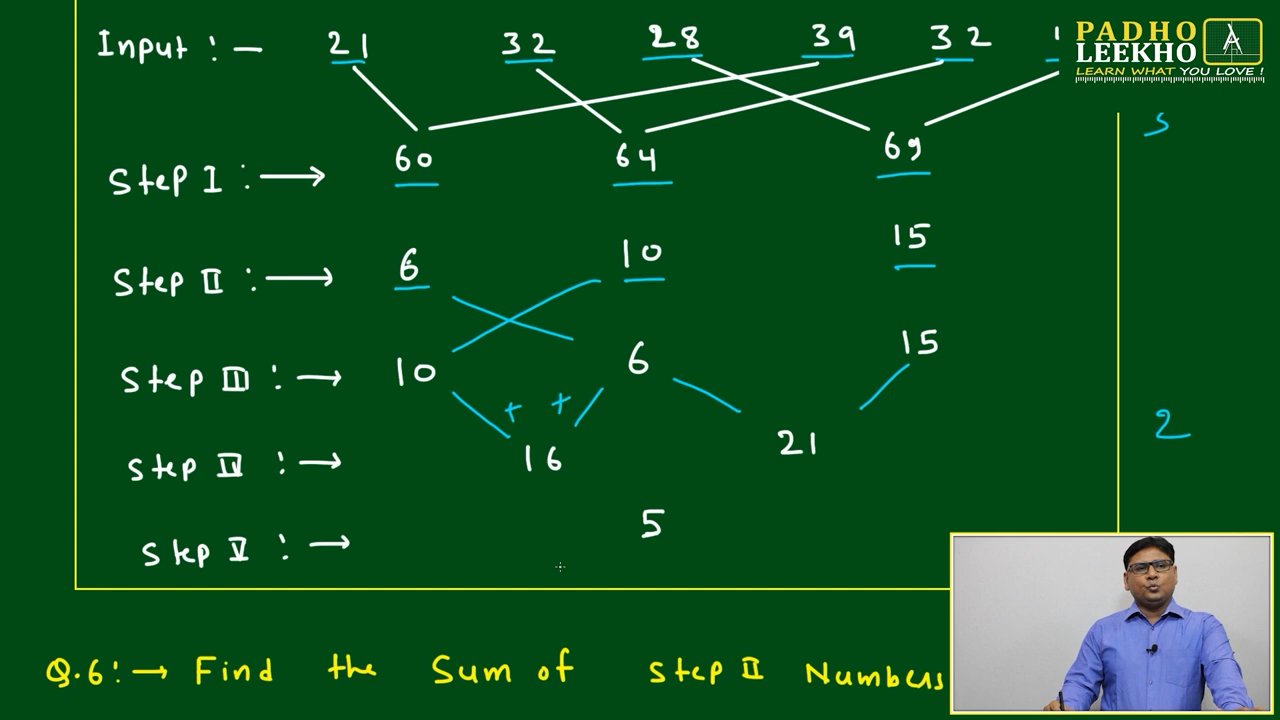 Input :- 21 32 28 39 32
PADHO
LEEKHO
LEARN WHAT YOU LOVE !
Step I :→ 60 64 69
Step II :→ 6 10 15
Step III :→ 10 6 15
+ +
Step IV :→ 16 21
2
Step V :→ 5
Q.6:→ Find the Sum of Step II Numbers